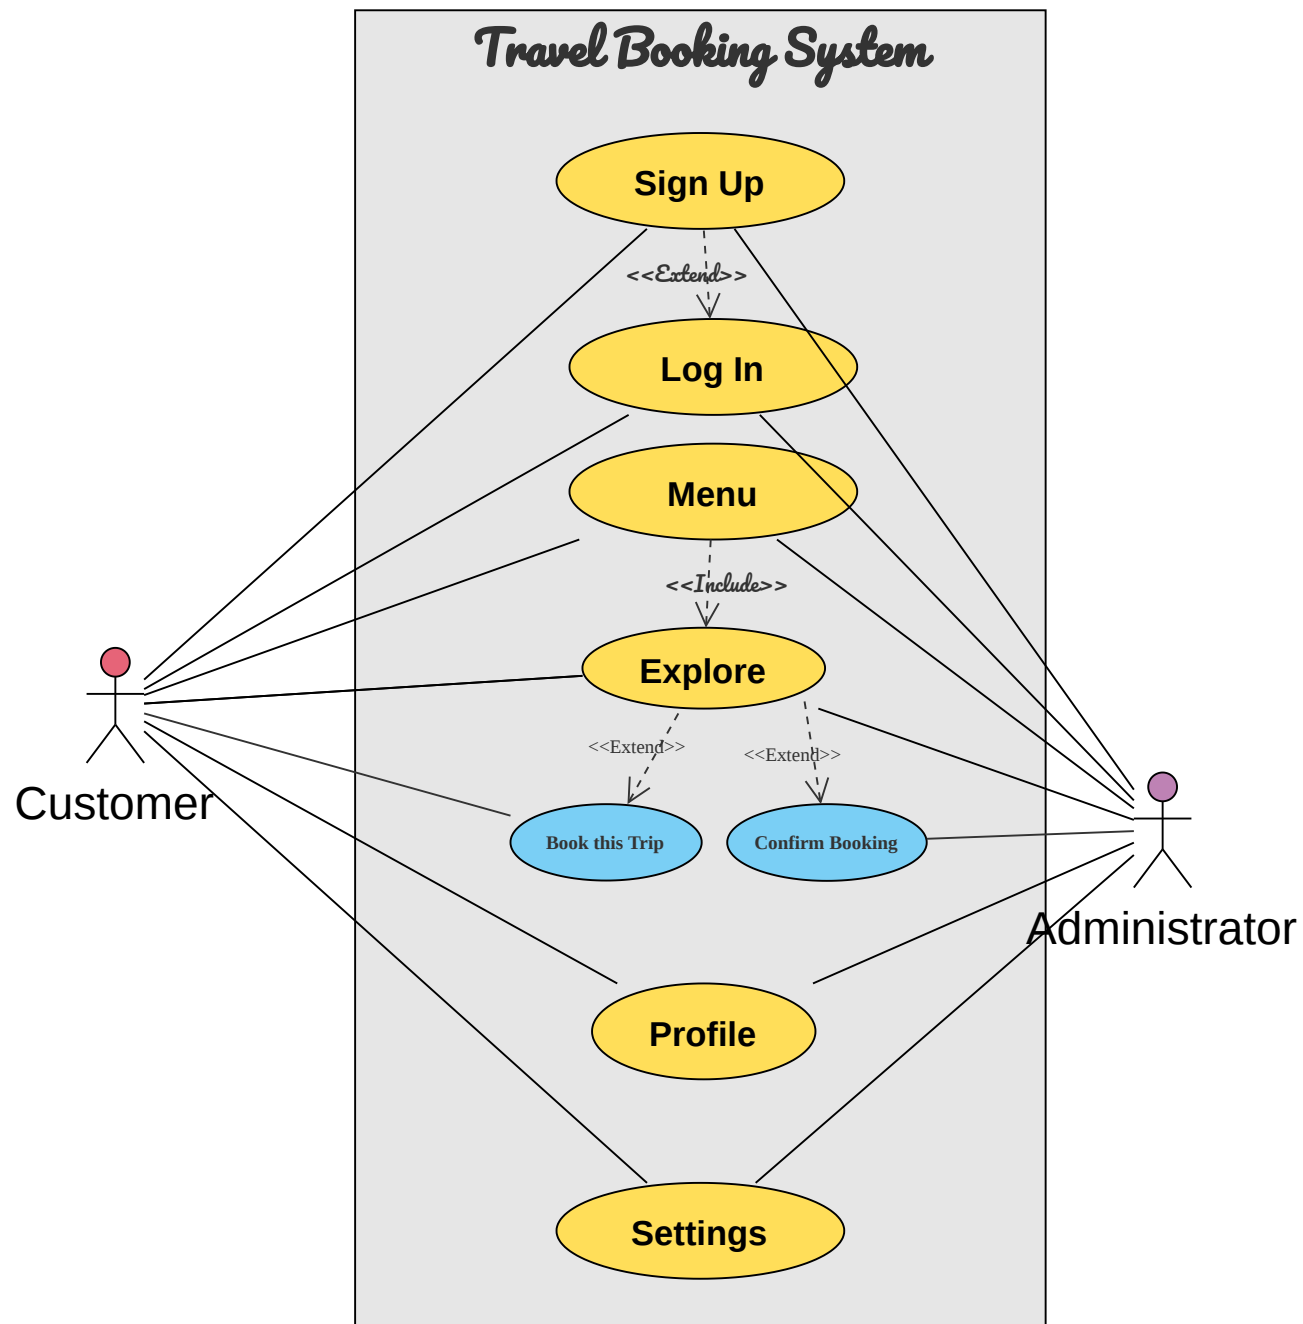 Travel Booking System
Sign Up
<<Extend>>
Log In
Menu
<<Include>>
Explore
<<Extend>>
<<Extend>>
Customer
Book this Trip
Confirm Booking
Administrator
Profile
Settings